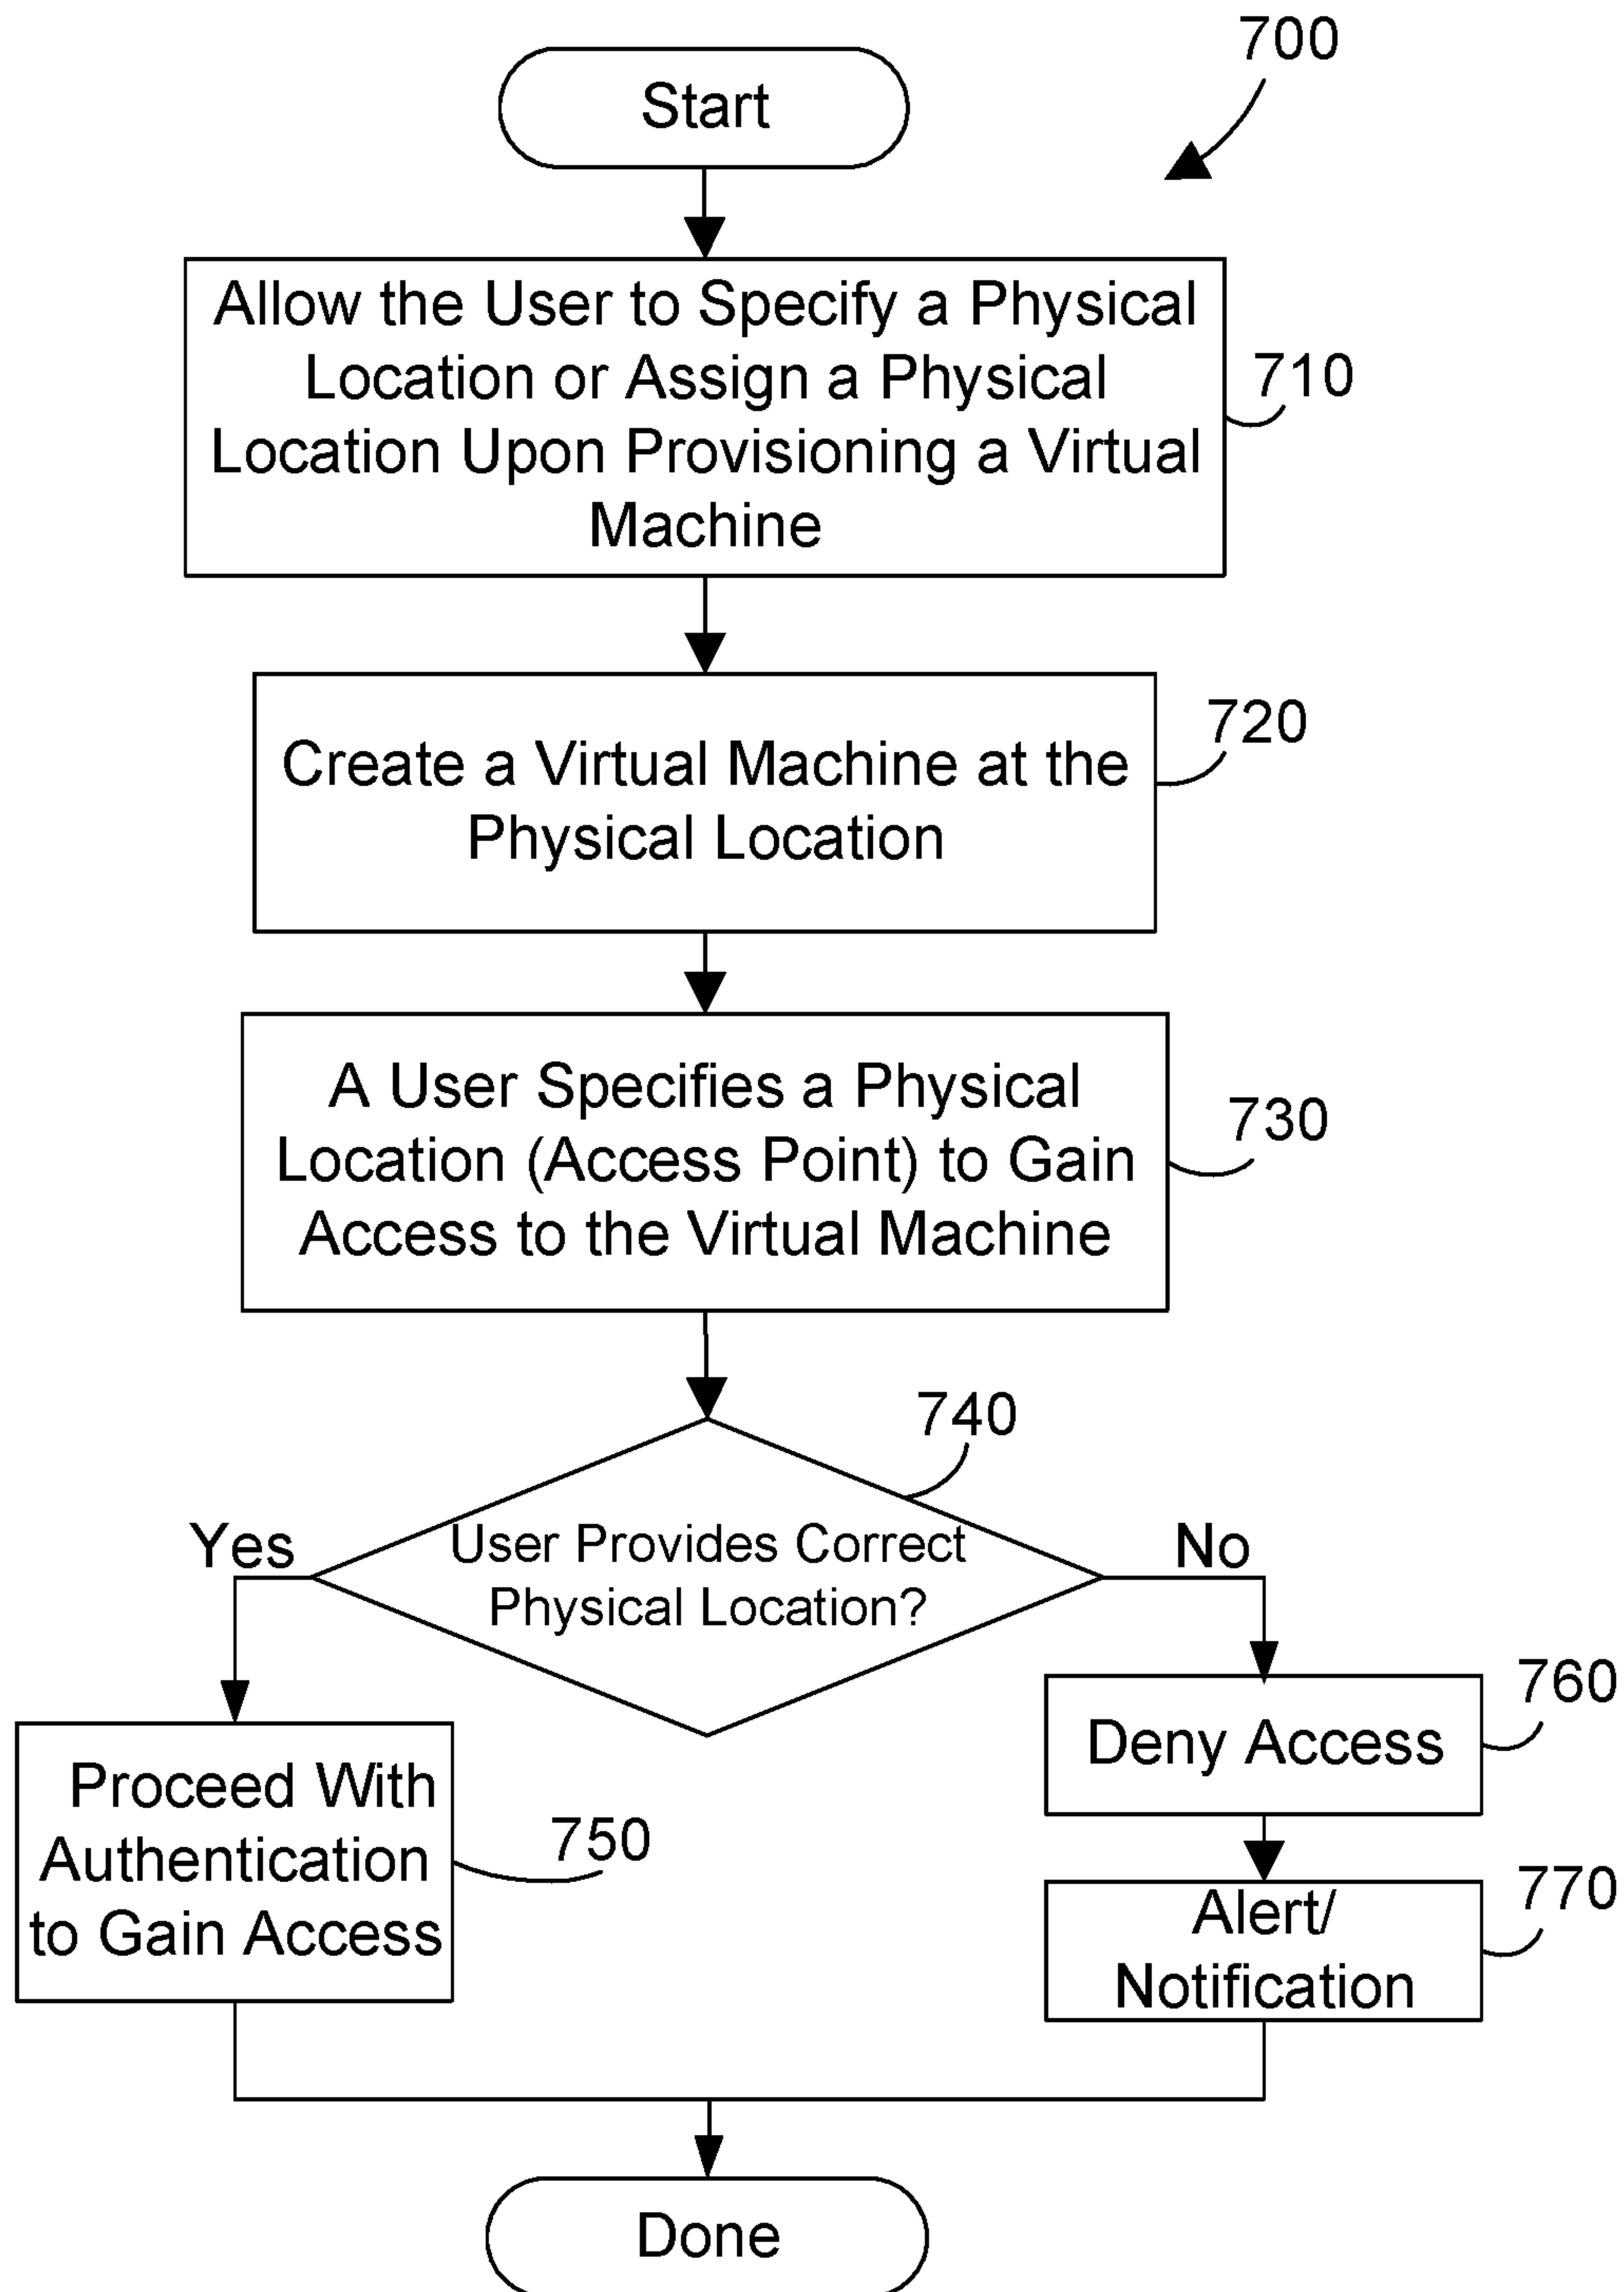 700
Start
Allow the User to Specify a Physical
Location or Assign a Physical
Location Upon Provisioning a Virtual
Machine
710
Create a Virtual Machine at the
Physical Location
720
A User Specifies a Physical
Location (Access Point) to Gain
Access to the Virtual Machine
730
740
User Provides Correct
Physical Location?
Yes
No
Proceed With
Authentication
to Gain Access
750
Deny Access
760
Alert/
Notification
770
Done